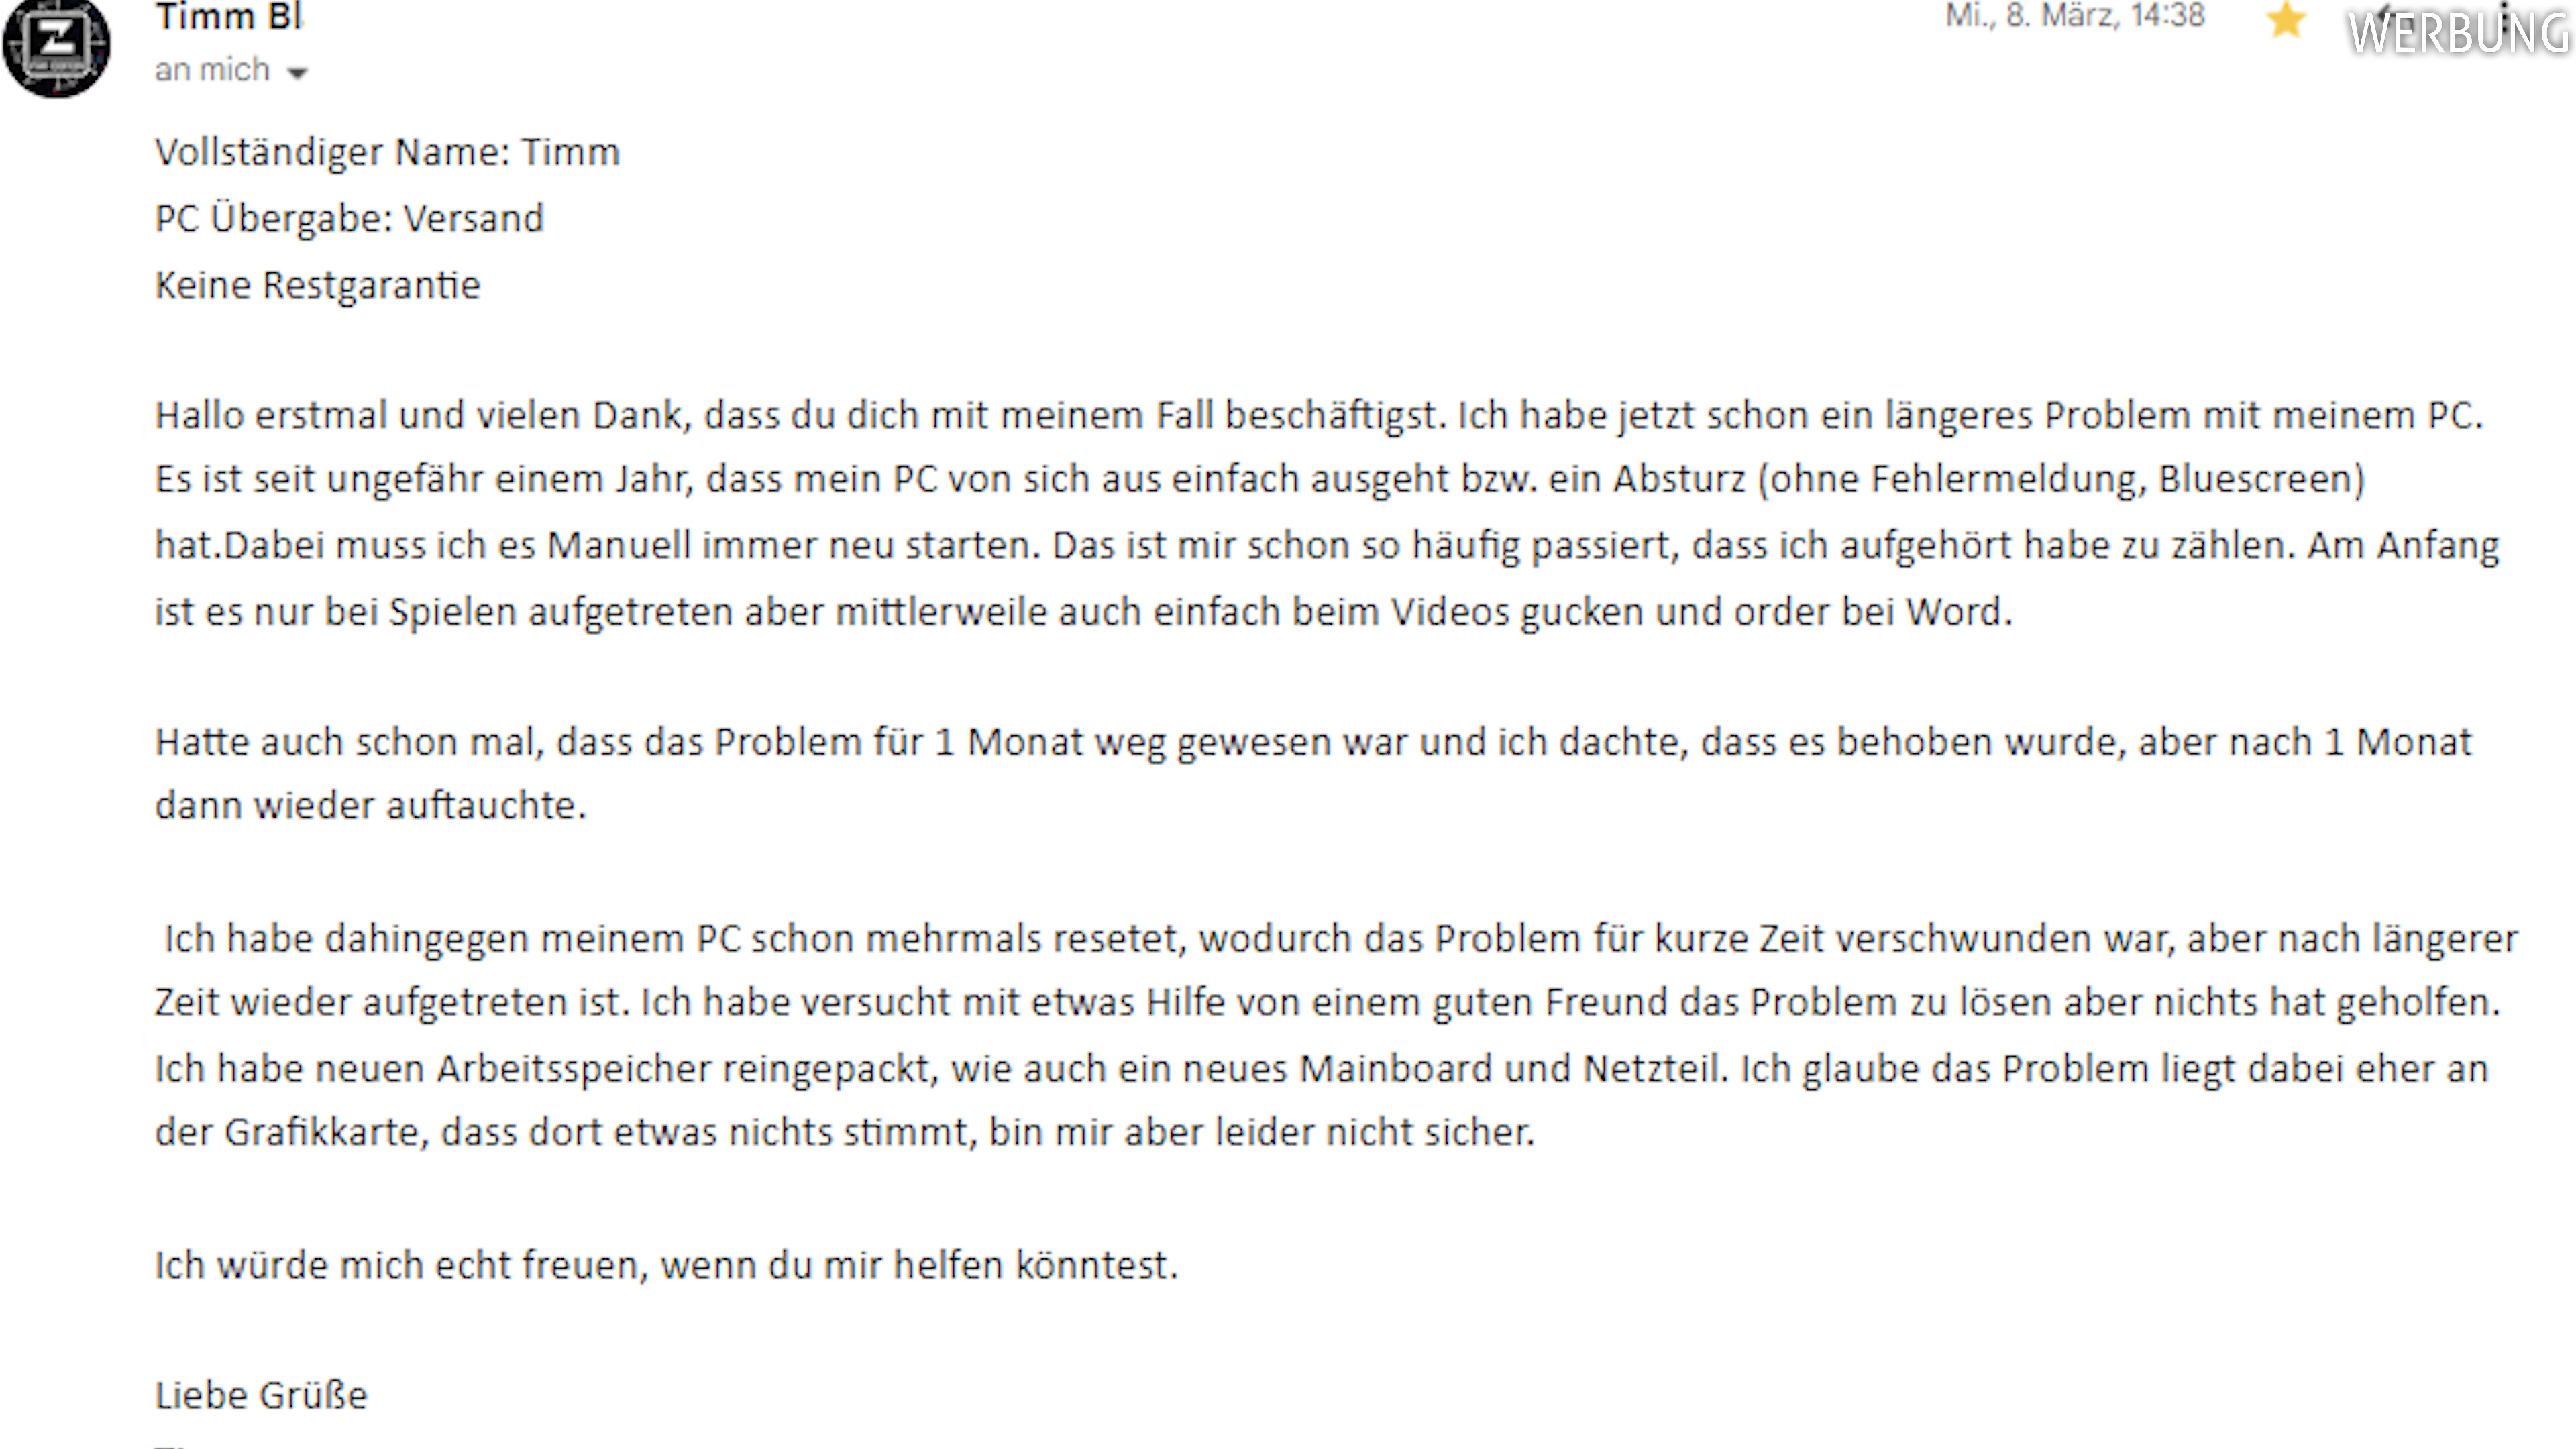 Timm Bl
Mi., 8. März, 14:38
WERBUNG
an mich
Vollständiger Name: Timm
PC Übergabe: Versand
Keine Restgarantie
Hallo erstmal und vielen Dank, dass du dich mit meinem Fall beschäftigst. Ich habe jetzt schon ein längeres Problem mit meinem PC.
Es ist seit ungefähr einem Jahr, dass mein PC von sich aus einfach ausgeht bzw. ein Absturz (ohne Fehlermeldung, Bluescreen)
hat.Dabei muss ich es Manuell immer neu starten. Das ist mir schon so häufig passiert, dass ich aufgehört habe zu zählen. Am Anfang
ist es nur bei Spielen aufgetreten aber mittlerweile auch einfach beim Videos gucken und order bei Word.
Hatte auch schon mal, dass das Problem für 1 Monat weg gewesen war und ich dachte, dass es behoben wurde, aber nach 1 Monat
dann wieder auftauchte.
Ich habe dahingegen meinem PC schon mehrmals resetet, wodurch das Problem für kurze Zeit verschwunden war, aber nach längerer
Zeit wieder aufgetreten ist. Ich habe versucht mit etwas Hilfe von einem guten Freund das Problem zu lösen aber nichts hat geholfen.
Ich habe neuen Arbeitsspeicher reingepackt, wie auch ein neues Mainboard und Netzteil. Ich glaube das Problem liegt dabei eher an
der Grafikkarte, dass dort etwas nichts stimmt, bin mir aber leider nicht sicher.
Ich würde mich echt freuen, wenn du mir helfen könntest.
Liebe Grüße